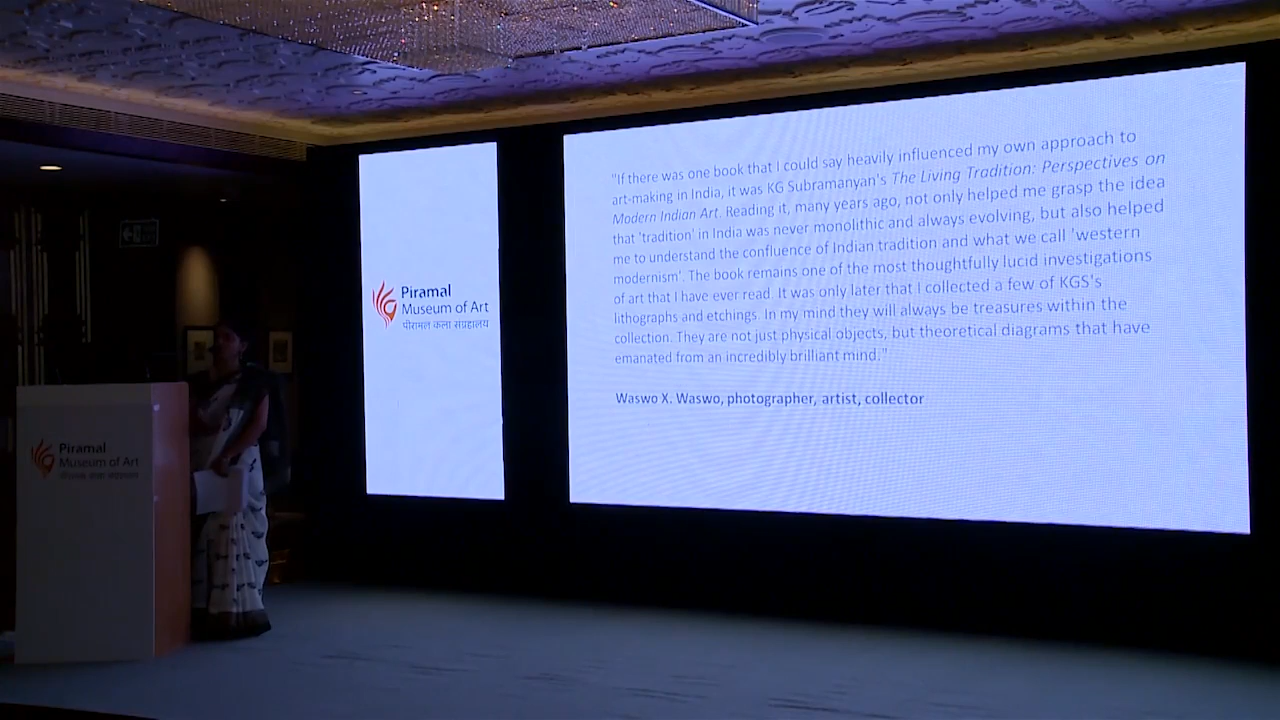 Piramal
Museum of Art
पीरामल कला संग्रहालय
"If there was one book that I could say heavily influenced my own approach to
art-making in India, it was KG Subramanyan's The Living Tradition: Perspectives on
Modern Indian Art. Reading it, many years ago, not only helped me grasp the idea
that 'tradition' in India was never monolithic and always evolving, but also helped
me to understand the confluence of Indian tradition and what we call 'western
modernism'. The book remains one of the most thoughtfully lucid investigations
of art that I have ever read. It was only later that I collected a few of KGS's
lithographs and etchings. In my mind they will always be treasures within the
collection. They are not just physical objects, but theoretical diagrams that have
emanated from an incredibly brilliant mind."
Waswo X. Waswo, photographer, artist, collector
Piramal
Museum of Art